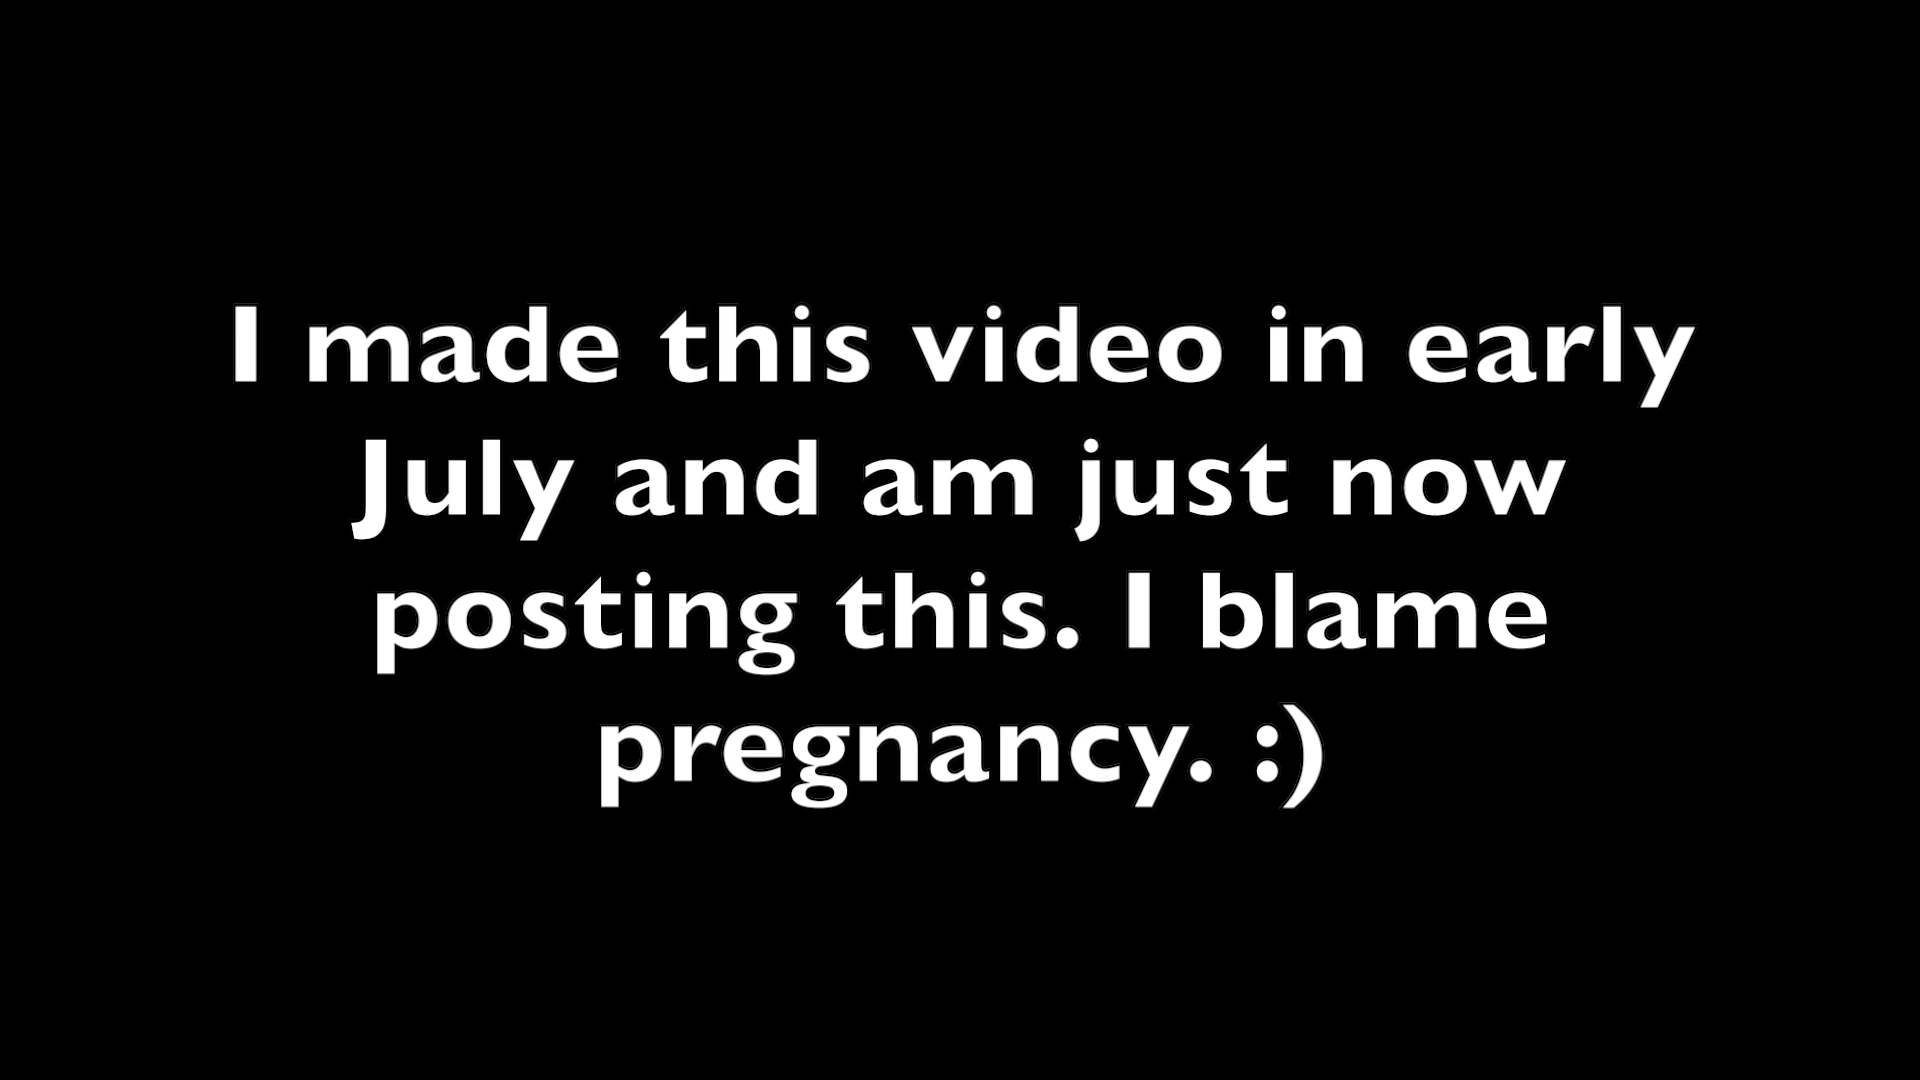 I made this video in early
July and am just now
posting this. I blame
pregnancy. :)